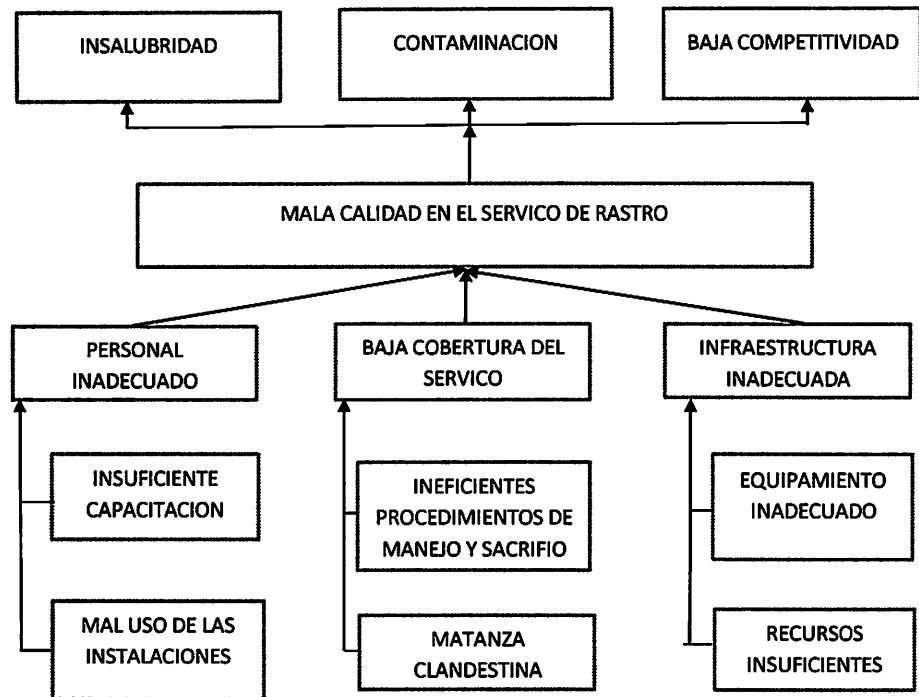 INSALUBRIDAD
CONTAMINACION
BAJA COMPETITIVIDAD
MALA CALIDAD EN EL SERVICO DE RASTRO
PERSONAL
INADECUADO
BAJA COBERTURA DEL
SERVICO
INFRAESTRUCTURA
INADECUADA
INSUFICIENTE
CAPACITACION
INEFICIENTES
PROCEDIMIENTOS DE
MANEJO Y SACRIFIO
EQUIPAMIENTO
INADECUADO
MAL USO DE LAS
INSTALACIONES
MATANZA
CLANDESTINA
RECURSOS
INSUFICIENTES